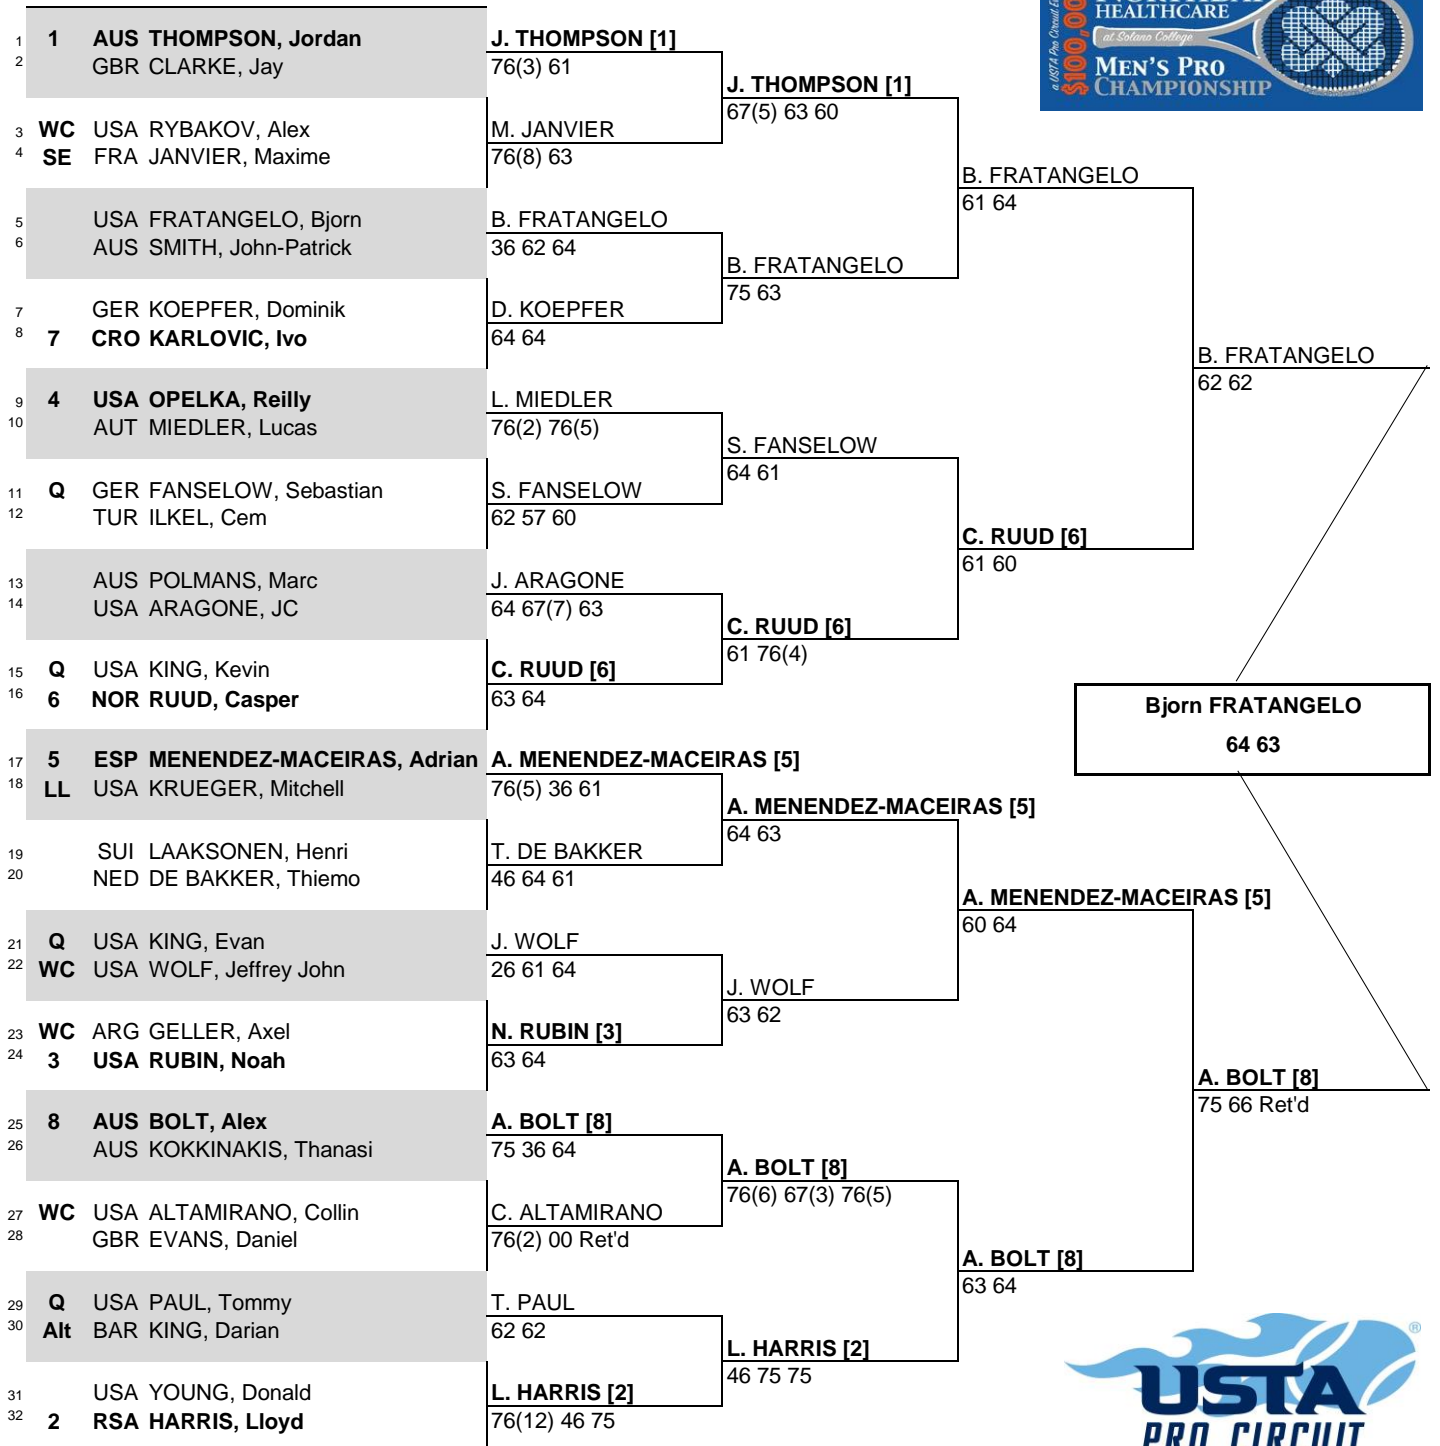 a USTA Pro Circuit
$100,00
HEALTHCARE
at Solano College
MEN'S PRO
CHAMPIONSHIP
1 1 AUS THOMPSON, Jordan
2 GBR CLARKE, Jay
3 WC USA RYBAKOV, Alex
4 SE FRA JANVIER, Maxime
5 USA FRATANGELO, Bjorn
6 AUS SMITH, John-Patrick
7 GER KOEPFER, Dominik
8 7 CRO KARLOVIC, Ivo
9 4 USA OPELKA, Reilly
10 AUT MIEDLER, Lucas
11 Q GER FANSELOW, Sebastian
12 TUR ILKEL, Cem
13 AUS POLMANS, Marc
14 USA ARAGONE, JC
15 Q USA KING, Kevin
16 6 NOR RUUD, Casper
17 5 ESP MENENDEZ-MACEIRAS, Adrian
18 LL USA KRUEGER, Mitchell
19 SUI LAAKSONEN, Henri
20 NED DE BAKKER, Thiemo
21 Q USA KING, Evan
22 WC USA WOLF, Jeffrey John
23 WC ARG GELLER, Axel
24 3 USA RUBIN, Noah
25 8 AUS BOLT, Alex
26 AUS KOKKINAKIS, Thanasi
27 WC USA ALTAMIRANO, Collin
28 GBR EVANS, Daniel
29 Q USA PAUL, Tommy
30 Alt BAR KING, Darian
31 USA YOUNG, Donald
32 2 RSA HARRIS, Lloyd
J. THOMPSON [1]
76(3) 61
M. JANVIER
76(8) 63
B. FRATANGELO
36 62 64
D. KOEPFER
64 64
L. MIEDLER
76(2) 76(5)
S. FANSELOW
62 57 60
J. ARAGONE
64 67(7) 63
C. RUUD [6]
63 64
A. MENENDEZ-MACEIRAS [5]
76(5) 36 61
T. DE BAKKER
46 64 61
J. WOLF
26 61 64
N. RUBIN [3]
63 64
A. BOLT [8]
75 36 64
C. ALTAMIRANO
76(2) 00 Ret'd
T. PAUL
62 62
L. HARRIS [2]
76(12) 46 75
J. THOMPSON [1]
67(5) 63 60
B. FRATANGELO
75 63
S. FANSELOW
64 61
C. RUUD [6]
61 76(4)
A. MENENDEZ-MACEIRAS [5]
64 63
J. WOLF
63 62
A. BOLT [8]
76(6) 67(3) 76(5)
L. HARRIS [2]
46 75 75
B. FRATANGELO
61 64
C. RUUD [6]
61 60
A. MENENDEZ-MACEIRAS [5]
60 64
A. BOLT [8]
63 64
B. FRATANGELO
62 62
A. BOLT [8]
75 66 Ret'd
Bjorn FRATANGELO
64 63
USTA ®
PRO CIRCUIT